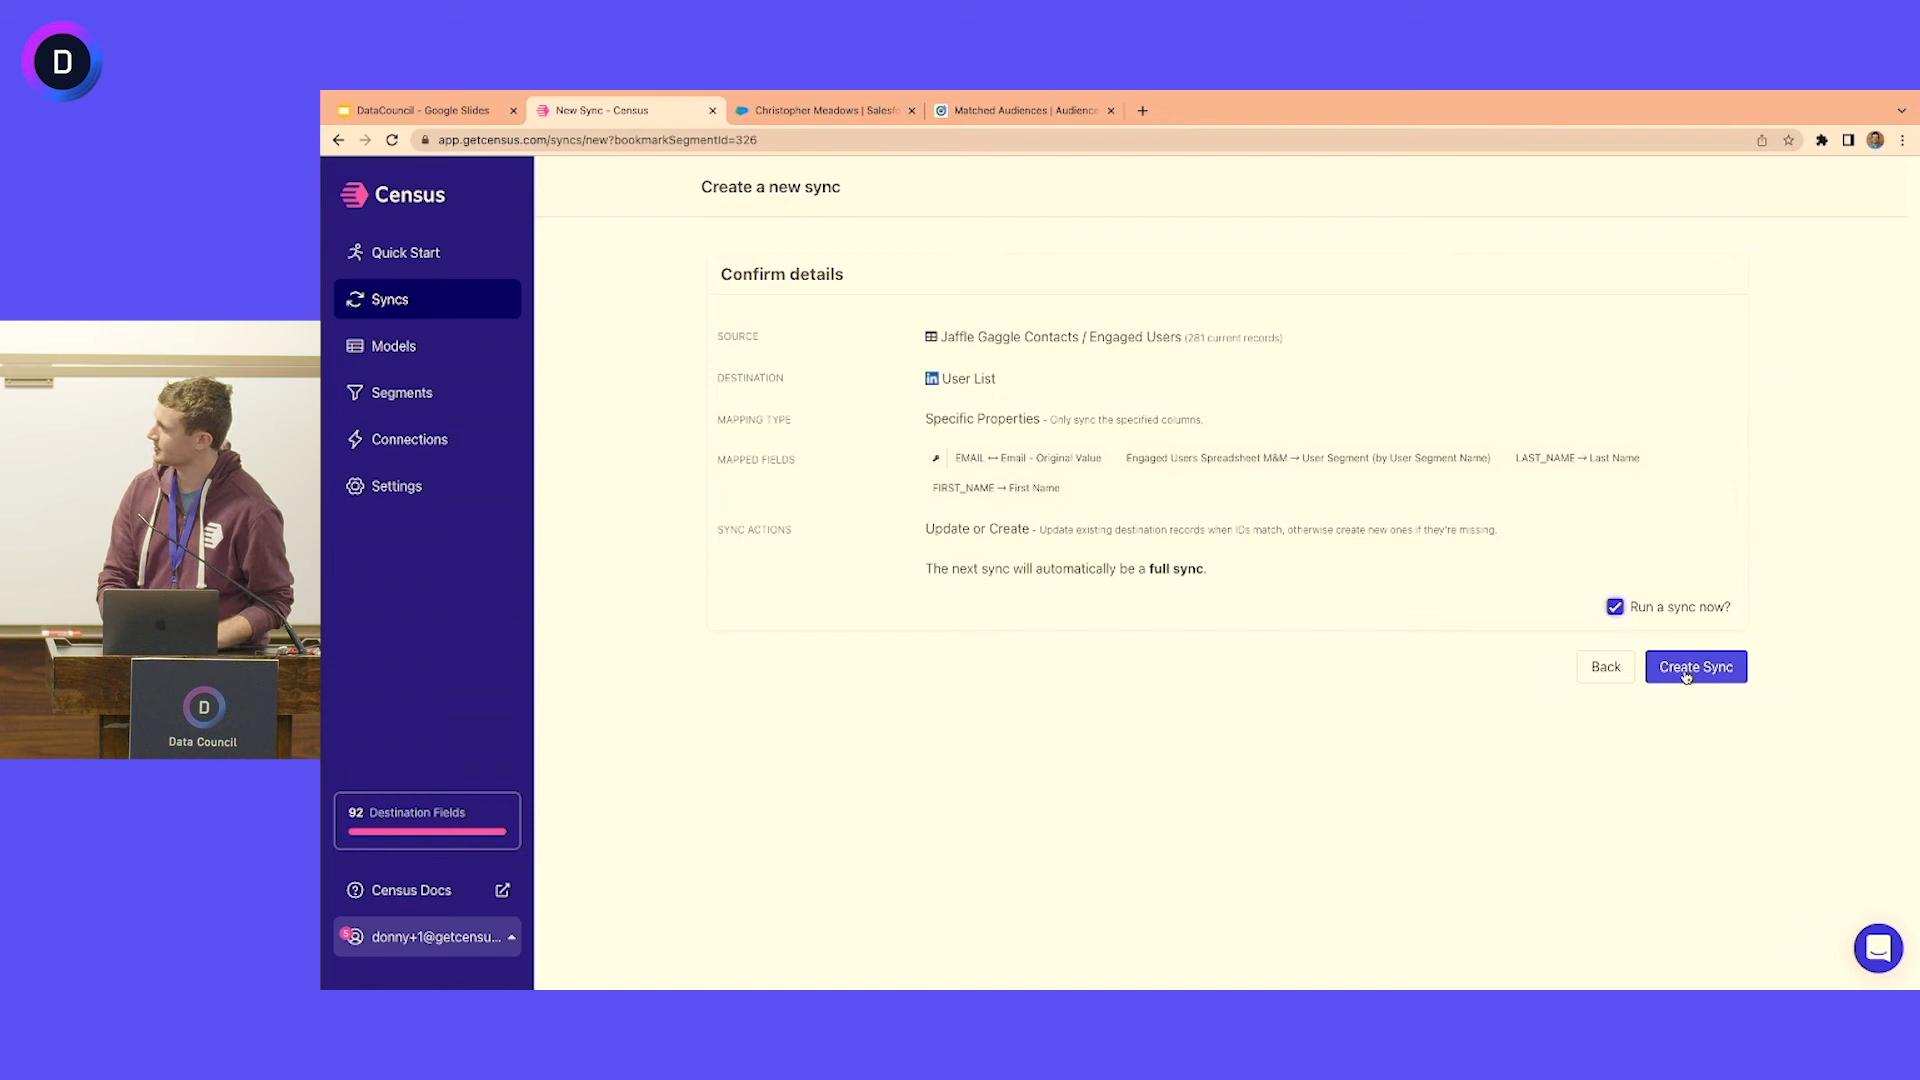 D
DataCouncil - Google Slides
New Sync - Census
Christopher Meadows | Salesfo
Matched Audiences | Audience
app.getcensus.com/syncs/new?bookmarkSegmentId=326
Census
Quick Start
Syncs
Models
Segments
Connections
Settings
92 Destination Fields
Census Docs
5 donny+1@getcensu...
Create a new sync
Confirm details
SOURCE Jaffle Gaggle Contacts / Engaged Users (281 current records)
DESTINATION in User List
MAPPING TYPE Specific Properties - Only sync the specified columns.
MAPPED FIELDS EMAIL ↔ Email - Original Value Engaged Users Spreadsheet M&M → User Segment (by User Segment Name) LAST_NAME → Last Name
FIRST_NAME → First Name
SYNC ACTIONS Update or Create - Update existing destination records when IDs match, otherwise create new ones if they're missing.
The next sync will automatically be a full sync.
Run a sync now?
Back Create Sync
D
Data Council